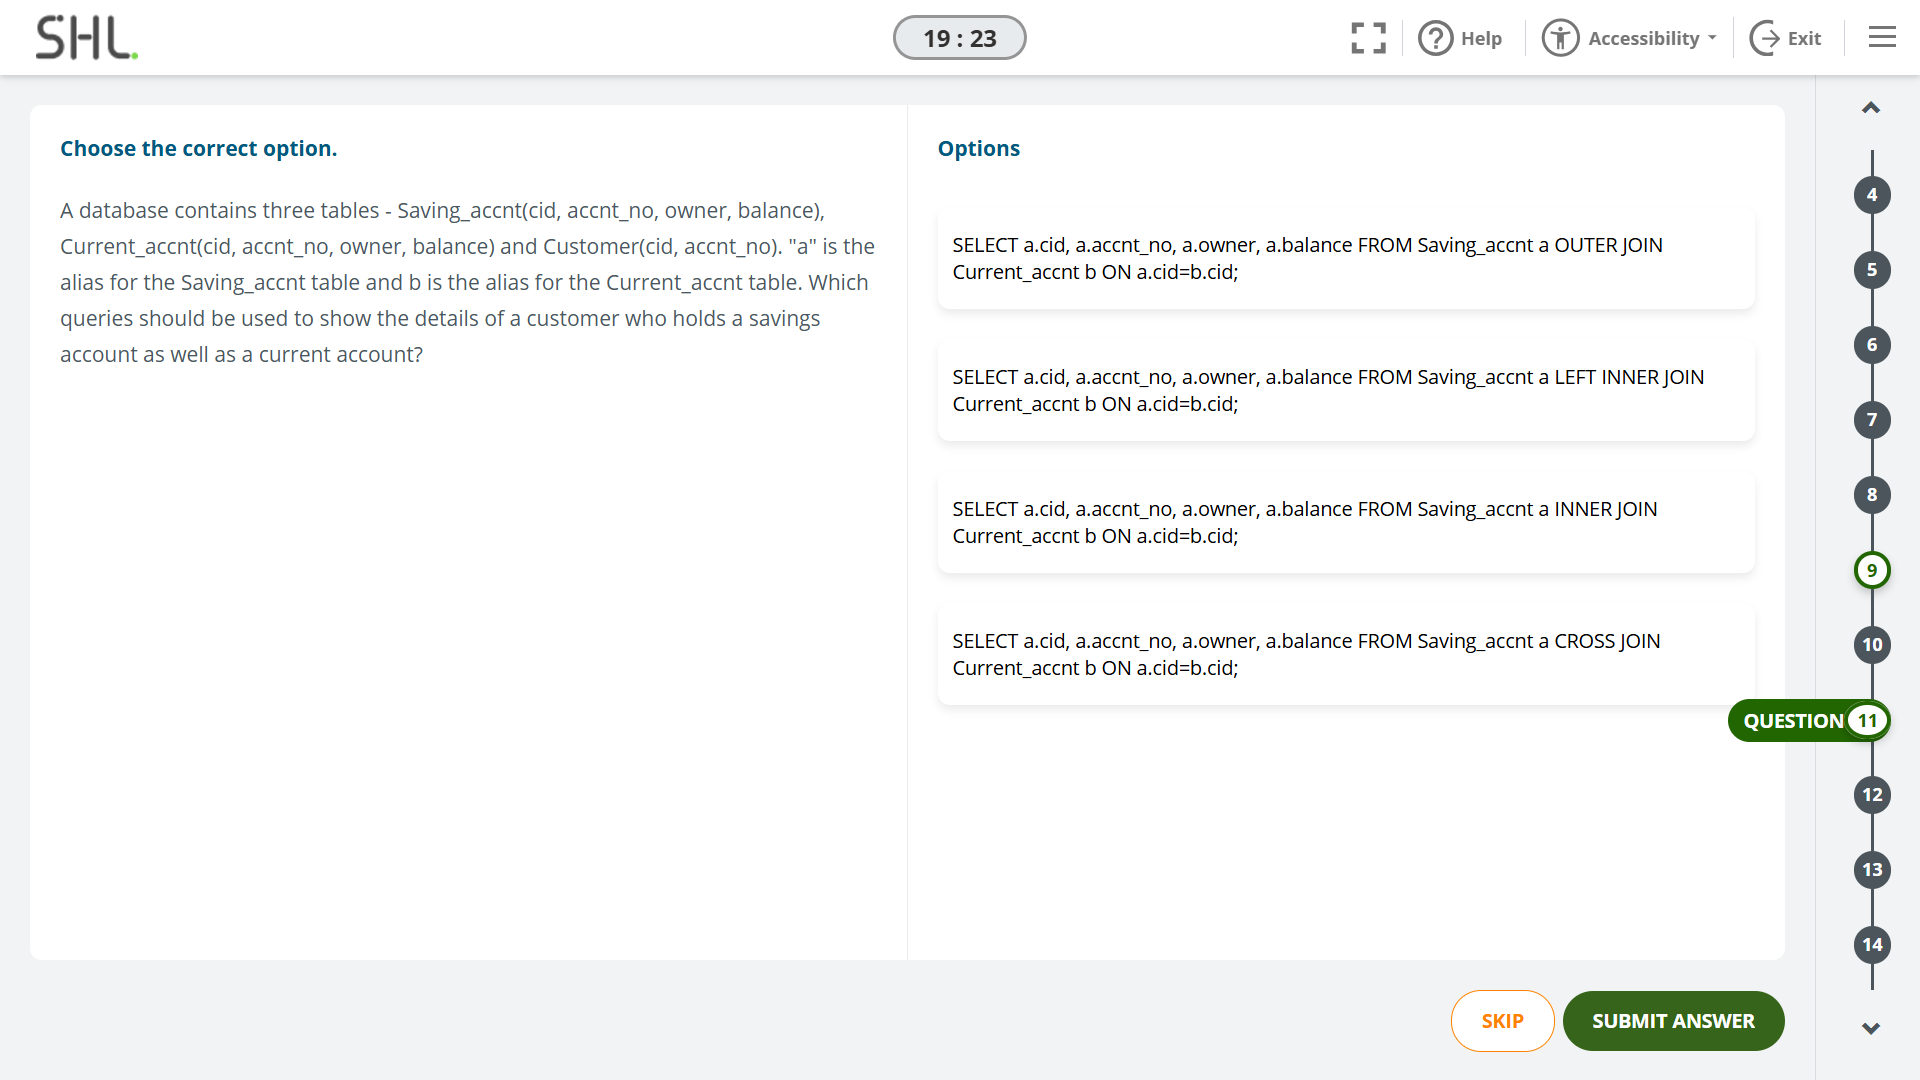 SHL.
19 : 23
Help
Accessibility
Exit
Choose the correct option.
A database contains three tables - Saving_accnt(cid, accnt_no, owner, balance),
Current_accnt(cid, accnt_no, owner, balance) and Customer(cid, accnt_no). "a" is the
alias for the Saving_accnt table and b is the alias for the Current_accnt table. Which
queries should be used to show the details of a customer who holds a savings
account as well as a current account?
Options
SELECT a.cid, a.accnt_no, a.owner, a.balance FROM Saving_accnt a OUTER JOIN
Current_accnt b ON a.cid=b.cid;
SELECT a.cid, a.accnt_no, a.owner, a.balance FROM Saving_accnt a LEFT INNER JOIN
Current_accnt b ON a.cid=b.cid;
SELECT a.cid, a.accnt_no, a.owner, a.balance FROM Saving_accnt a INNER JOIN
Current_accnt b ON a.cid=b.cid;
SELECT a.cid, a.accnt_no, a.owner, a.balance FROM Saving_accnt a CROSS JOIN
Current_accnt b ON a.cid=b.cid;
4
5
6
7
8
9
10
QUESTION 11
12
13
14
SKIP
SUBMIT ANSWER